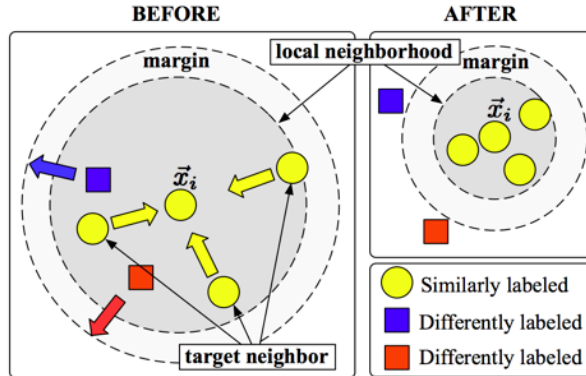 BEFORE
AFTER
local neighborhood
margin
margin
x⃗ᵢ
x⃗ᵢ
target neighbor
Similarly labeled
Differently labeled
Differently labeled